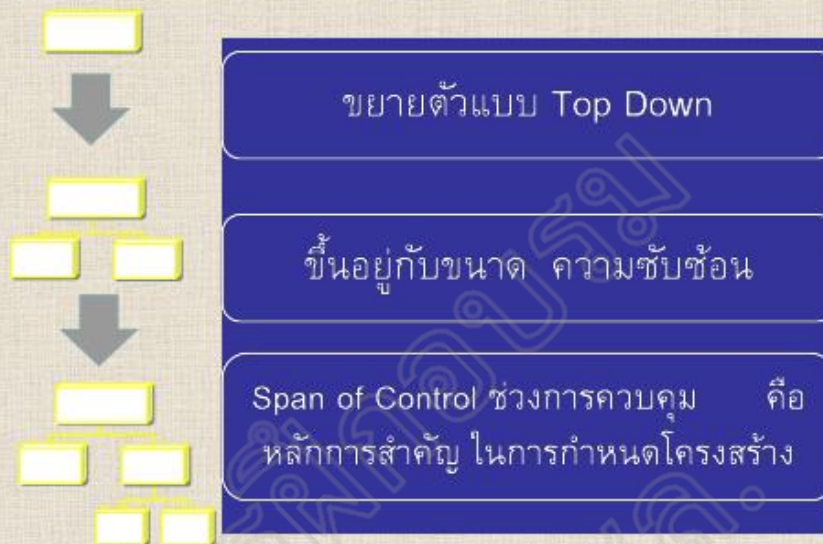 ขยายตัวแบบ Top Down
ขึ้นอยู่กับขนาด ความซับซ้อน
Span of Control ช่วงการควบคุม คือ
หลักการสำคัญ ในการกำหนดโครงสร้าง